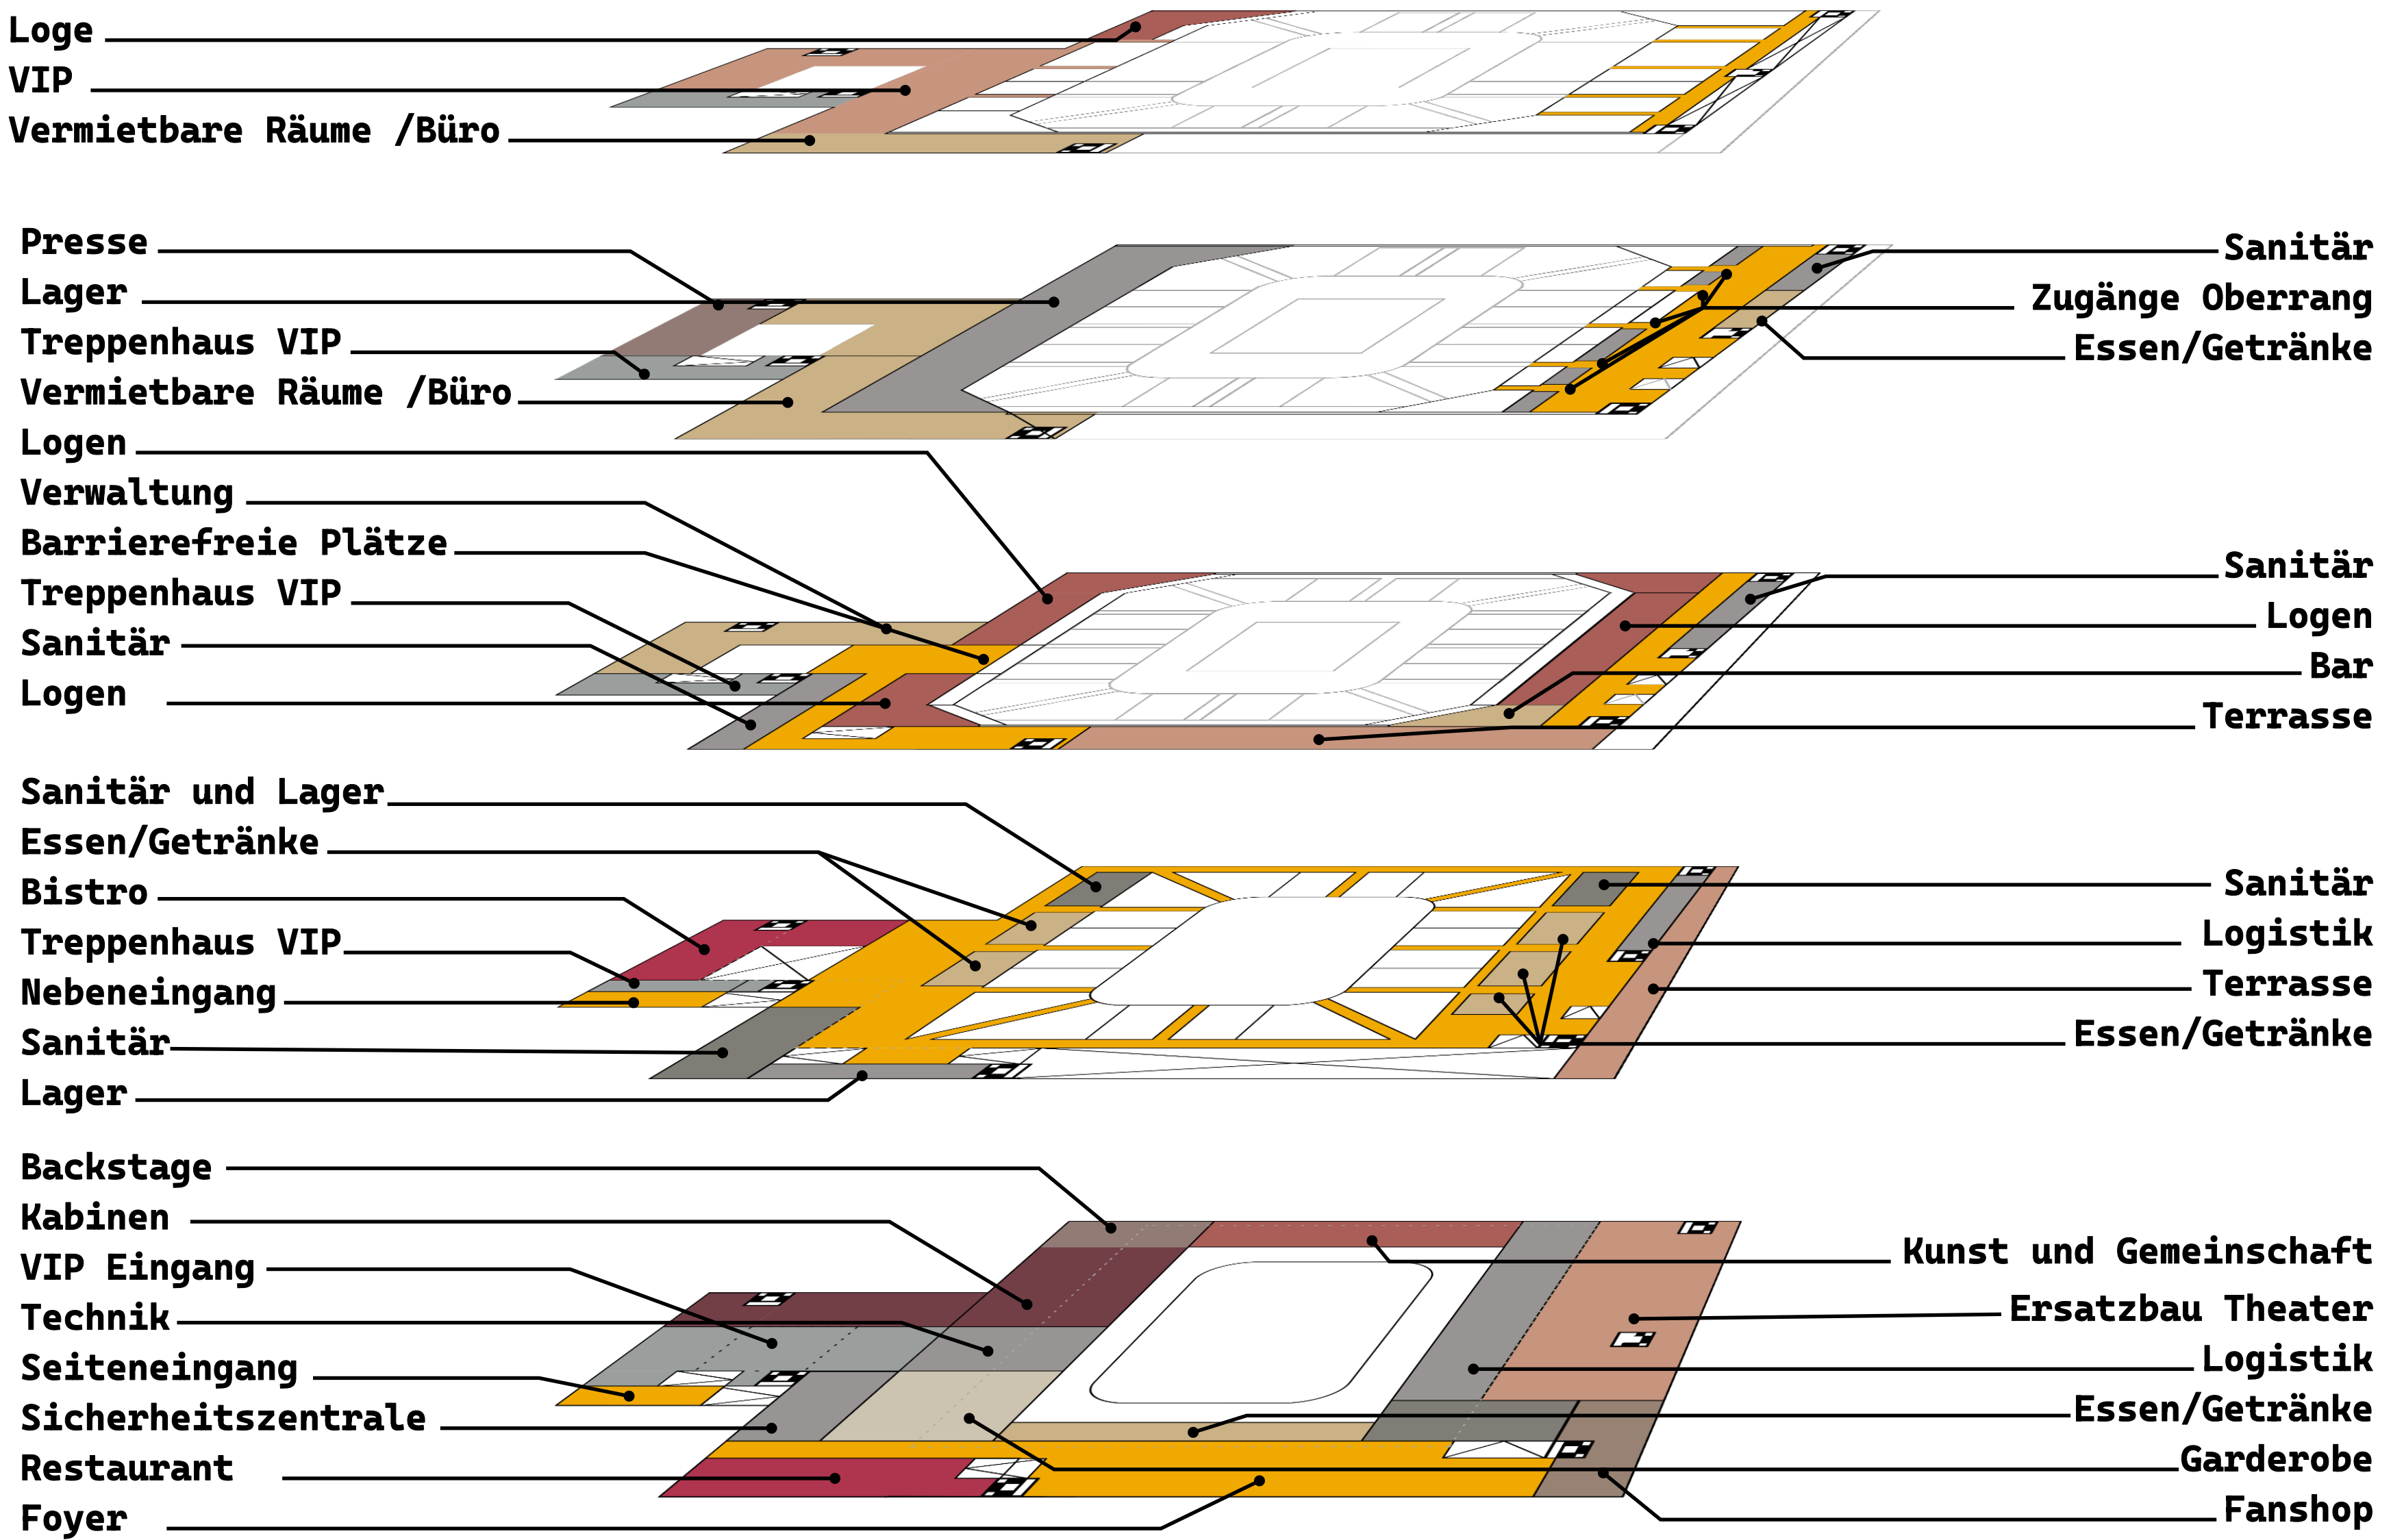 Loge
VIP
Vermietbare Räume /Büro
Presse
Lager
Treppenhaus VIP
Vermietbare Räume /Büro
Sanitär
Zugänge Oberrang
Essen/Getränke
Logen
Verwaltung
Barrierefreie Plätze
Treppenhaus VIP
Sanitär
Logen
Sanitär
Logen
Bar
Terrasse
Sanitär und Lager
Essen/Getränke
Bistro
Treppenhaus VIP
Nebeneingang
Sanitär
Lager
Sanitär
Logistik
Terrasse
Essen/Getränke
Backstage
Kabinen
VIP Eingang
Technik
Seiteneingang
Sicherheitszentrale
Restaurant
Foyer
Kunst und Gemeinschaft
Ersatzbau Theater
Logistik
Essen/Getränke
Garderobe
Fanshop